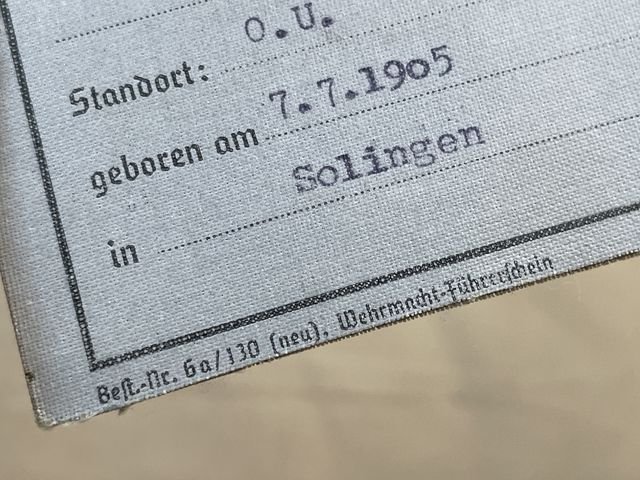 Standort: O.U.
geboren am 7.7.1905
in Solingen
Best.-Nr. 6a/130 (neu). Wehrmacht-Führerschein